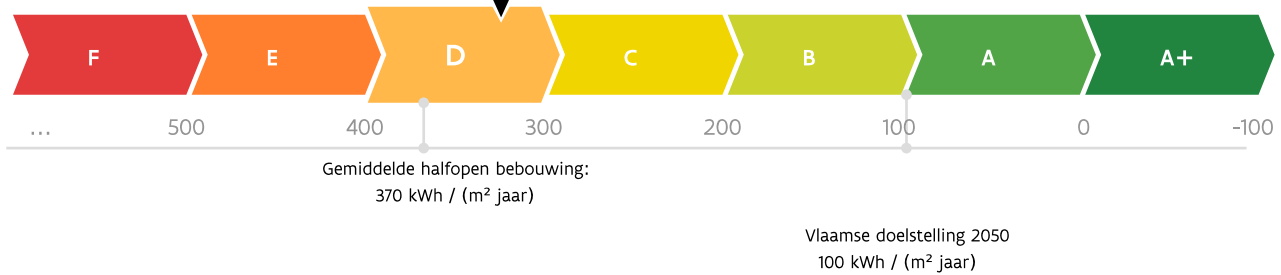 F E D C B A A+
... 500 400 300 200 100 0 -100
Gemiddelde halfopen bebouwing:
370 kWh / (m² jaar)
Vlaamse doelstelling 2050
100 kWh / (m² jaar)